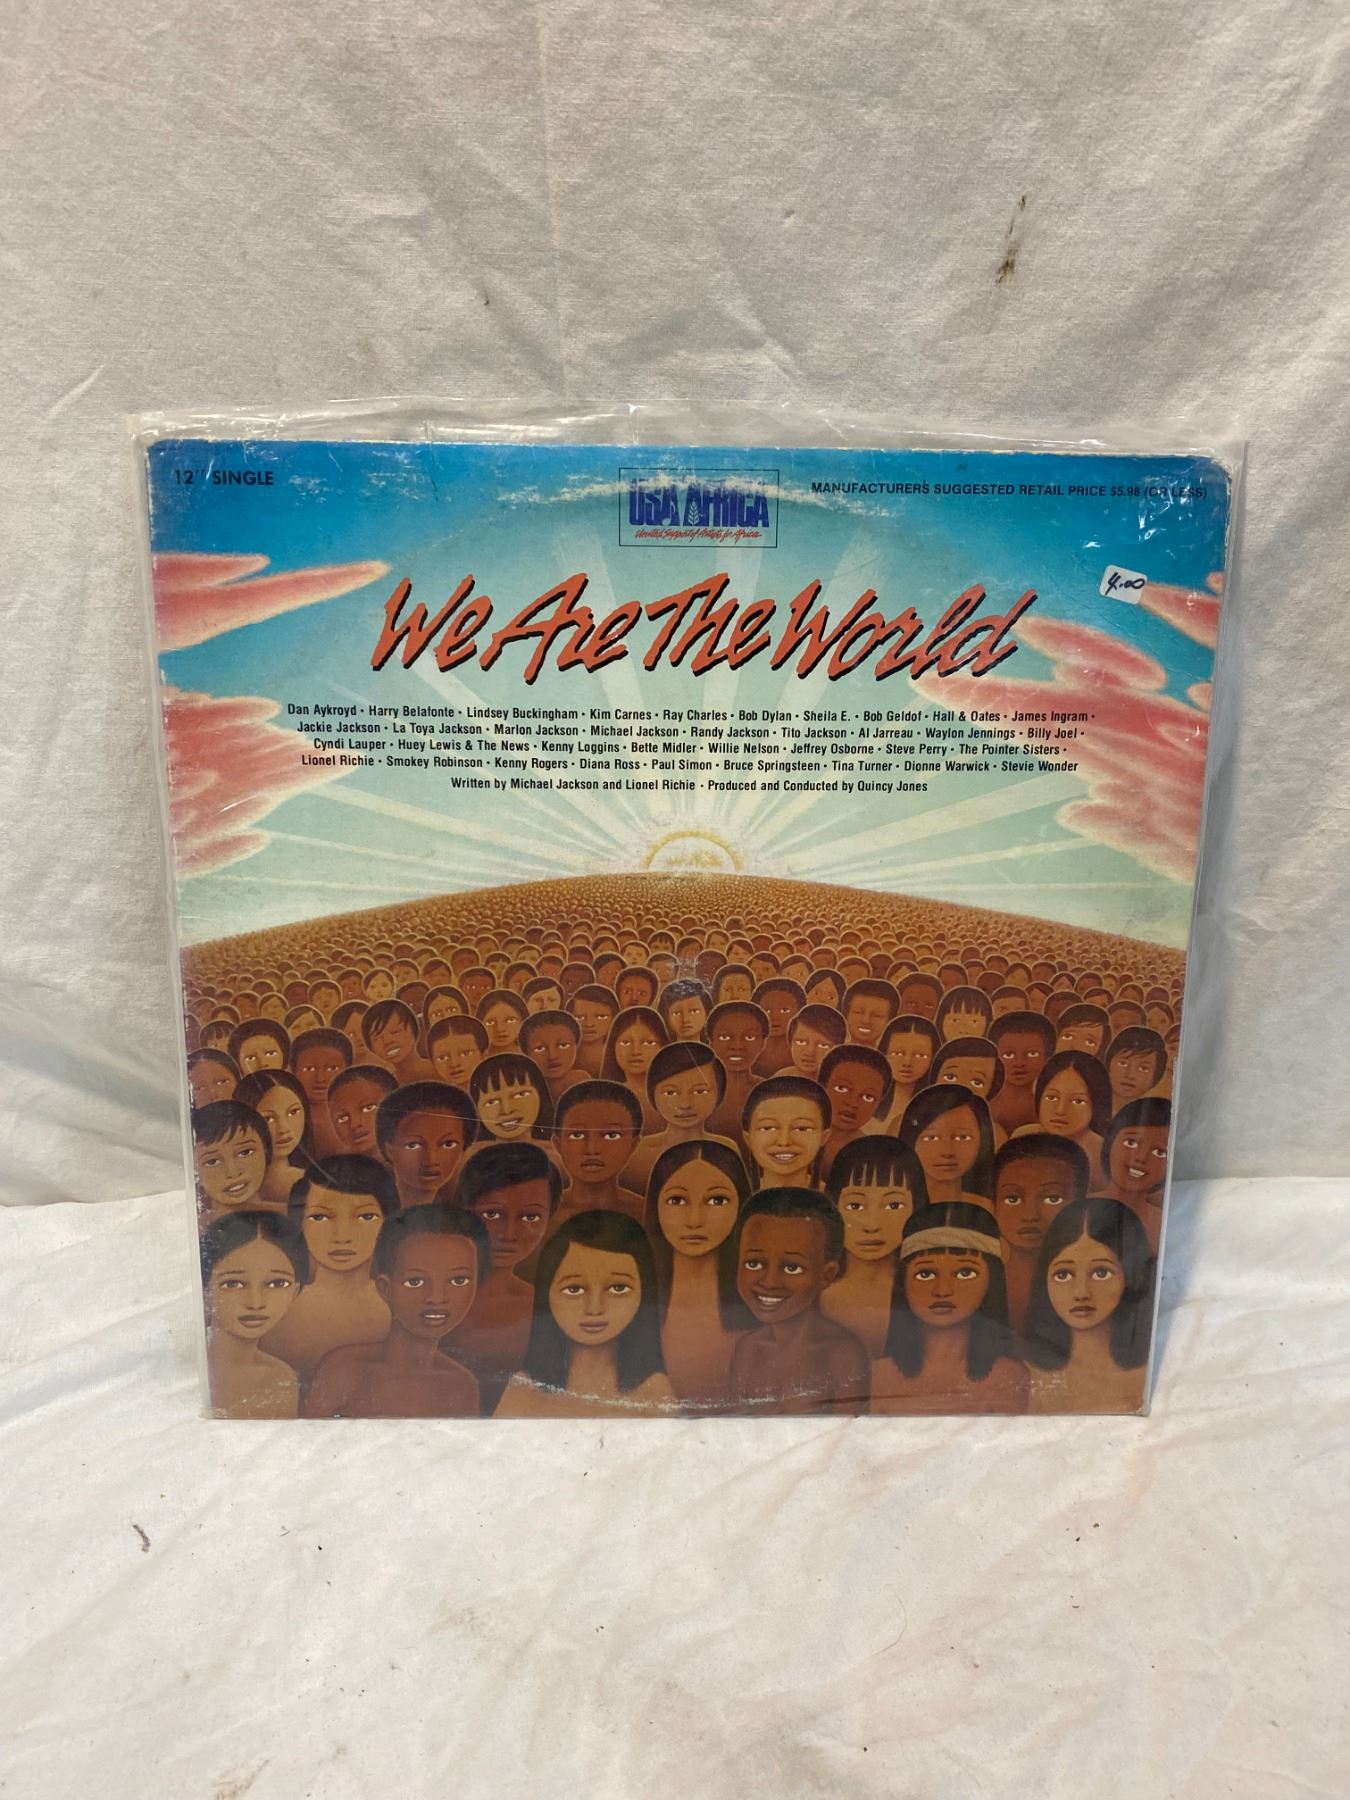 12" SINGLE
USA AFRICA
United Support of Artists for Africa
MANUFACTURERS SUGGESTED RETAIL PRICE $5.98 (OR LESS)
4.00
We Are The World
Dan Aykroyd • Harry Belafonte • Lindsey Buckingham • Kim Carnes • Ray Charles • Bob Dylan • Sheila E. • Bob Geldof • Hall & Oates • James Ingram •
Jackie Jackson • La Toya Jackson • Marlon Jackson • Michael Jackson • Randy Jackson • Tito Jackson • Al Jarreau • Waylon Jennings • Billy Joel •
Cyndi Lauper • Huey Lewis & The News • Kenny Loggins • Bette Midler • Willie Nelson • Jeffrey Osborne • Steve Perry • The Pointer Sisters •
Lionel Richie • Smokey Robinson • Kenny Rogers • Diana Ross • Paul Simon • Bruce Springsteen • Tina Turner • Dionne Warwick • Stevie Wonder
Written by Michael Jackson and Lionel Richie • Produced and Conducted by Quincy Jones